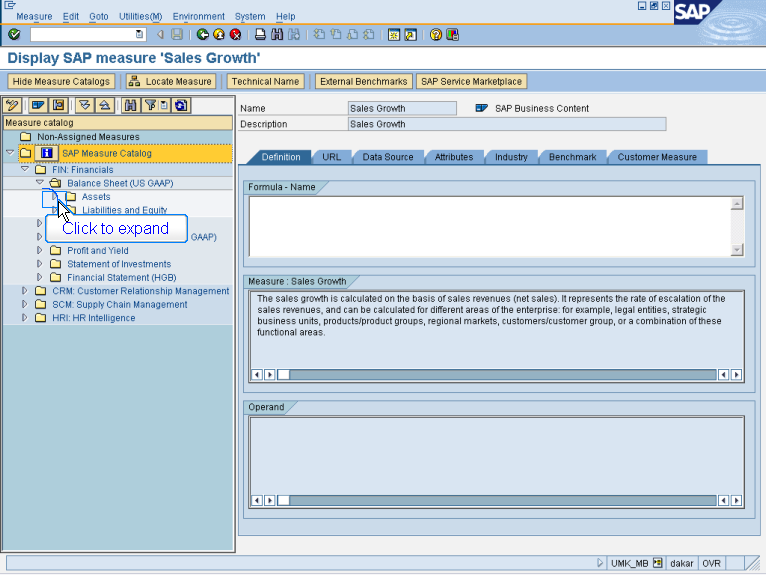 Measure Edit Goto Utilities(M) Environment System Help
SAP
Display SAP measure 'Sales Growth'
Hide Measure Catalogs Locate Measure Technical Name External Benchmarks SAP Service Marketplace
Measure catalog
Non-Assigned Measures
SAP Measure Catalog
FIN: Financials
Balance Sheet (US GAAP)
Assets
Liabilities and Equity
Click to expand
GAAP)
Profit and Yield
Statement of Investments
Financial Statement (HGB)
CRM: Customer Relationship Management
SCM: Supply Chain Management
HRI: HR Intelligence
Name Sales Growth SAP Business Content
Description Sales Growth
Definition URL Data Source Attributes Industry Benchmark Customer Measure
Formula - Name
Measure : Sales Growth
The sales growth is calculated on the basis of sales revenues (net sales). It represents the rate of escalation of the
sales revenues, and can be calculated for different areas of the enterprise: for example, legal entities, strategic
business units, products/product groups, regional markets, customers/customer group, or a combination of these
functional areas.
Operand
UMK_MB dakar OVR